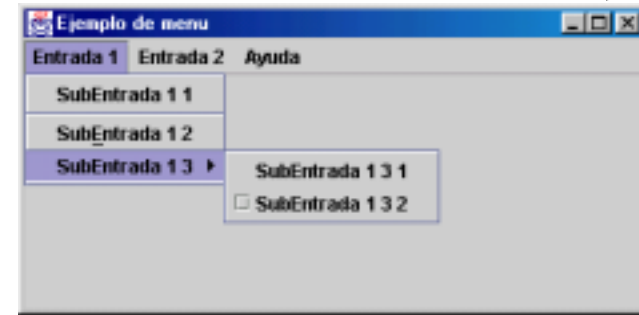 Ejemplo de menu
Entrada 1 Entrada 2 Ayuda
SubEntrada 1 1
SubEntrada 1 2
SubEntrada 1 3
SubEntrada 1 3 1
SubEntrada 1 3 2